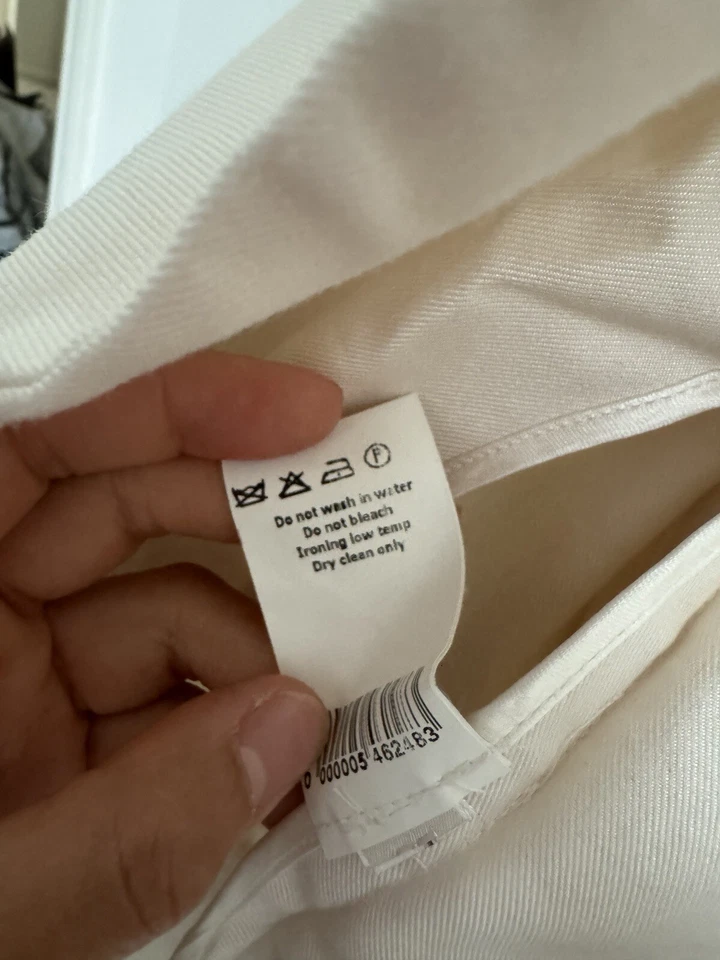 P
Do not wash in water
Do not bleach
Ironing low temp
Dry clean only
0 000005 462483